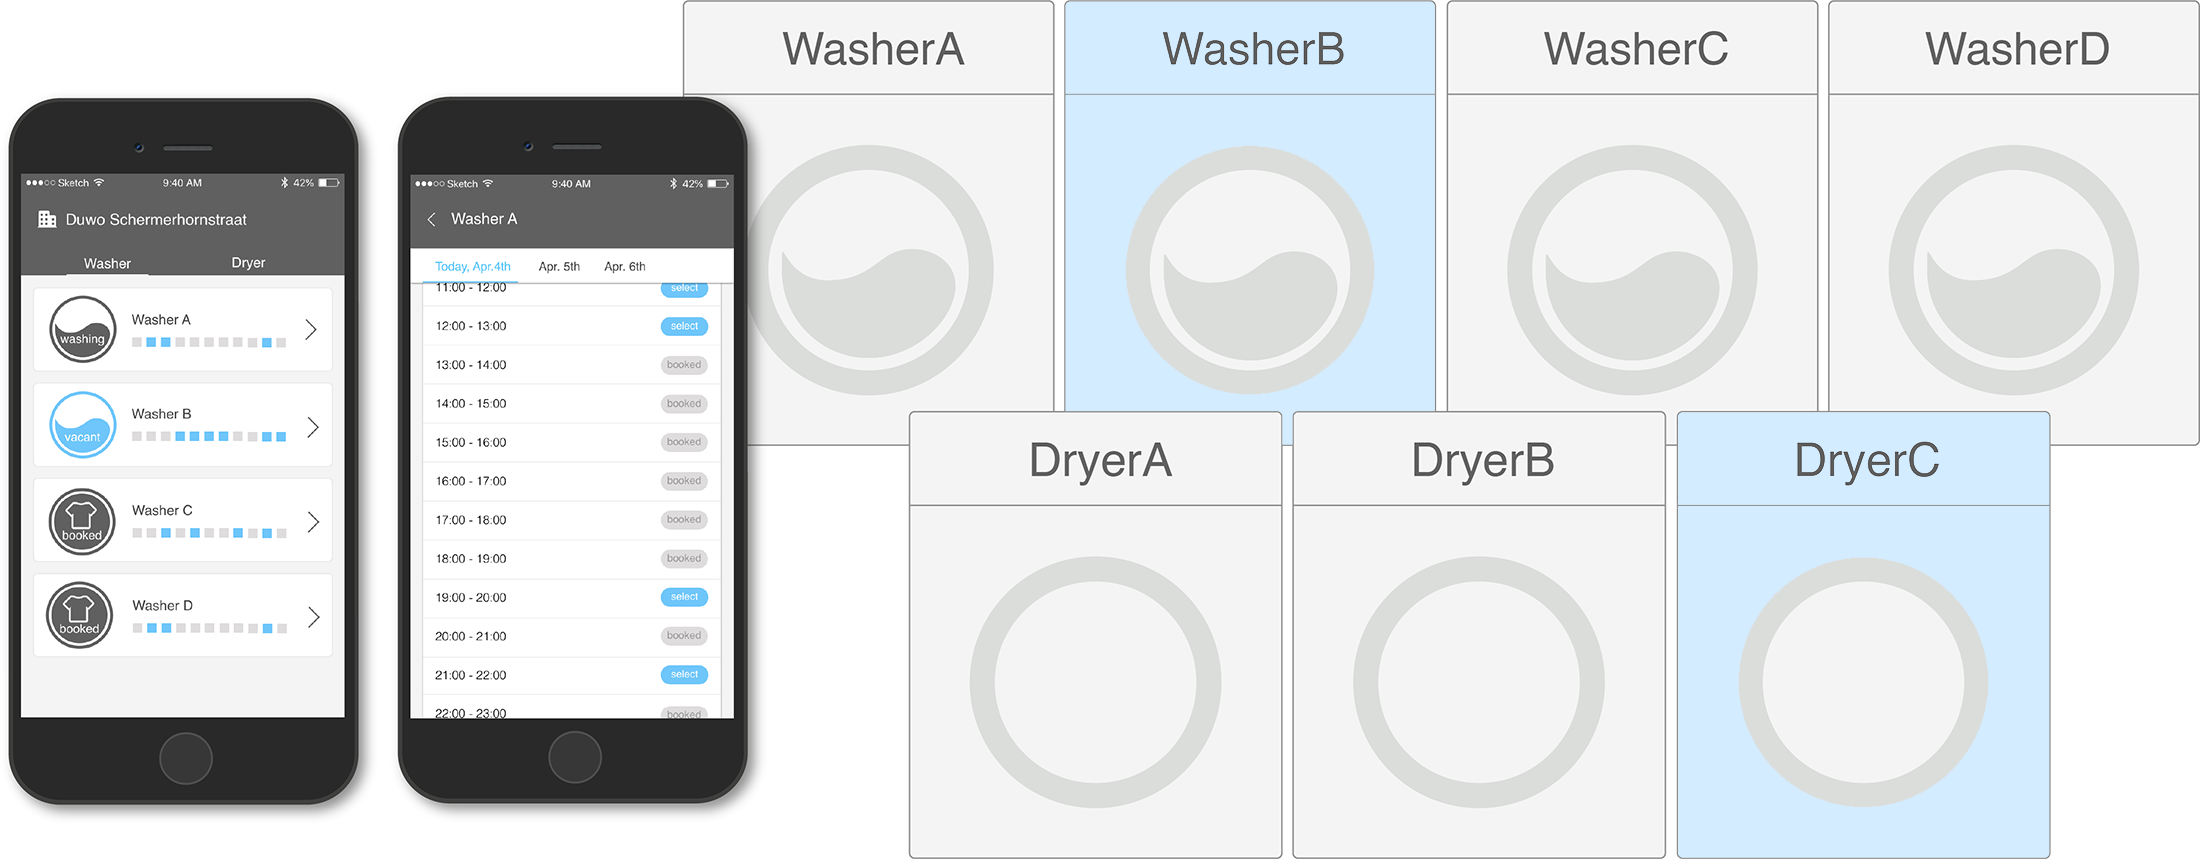 WasherA
WasherB
WasherC
WasherD
DryerA
DryerB
DryerC
Sketch
9:40 AM
42%
Duwo Schermerhornstraat
Washer
Dryer
washing
Washer A
vacant
Washer B
booked
Washer C
booked
Washer D
Sketch
9:40 AM
42%
Washer A
Today, Apr.4th
Apr. 5th
Apr. 6th
11:00 - 12:00 select
12:00 - 13:00 select
13:00 - 14:00 booked
14:00 - 15:00 booked
15:00 - 16:00 booked
16:00 - 17:00 booked
17:00 - 18:00 booked
18:00 - 19:00 booked
19:00 - 20:00 select
20:00 - 21:00 booked
21:00 - 22:00 select
22:00 - 23:00 booked